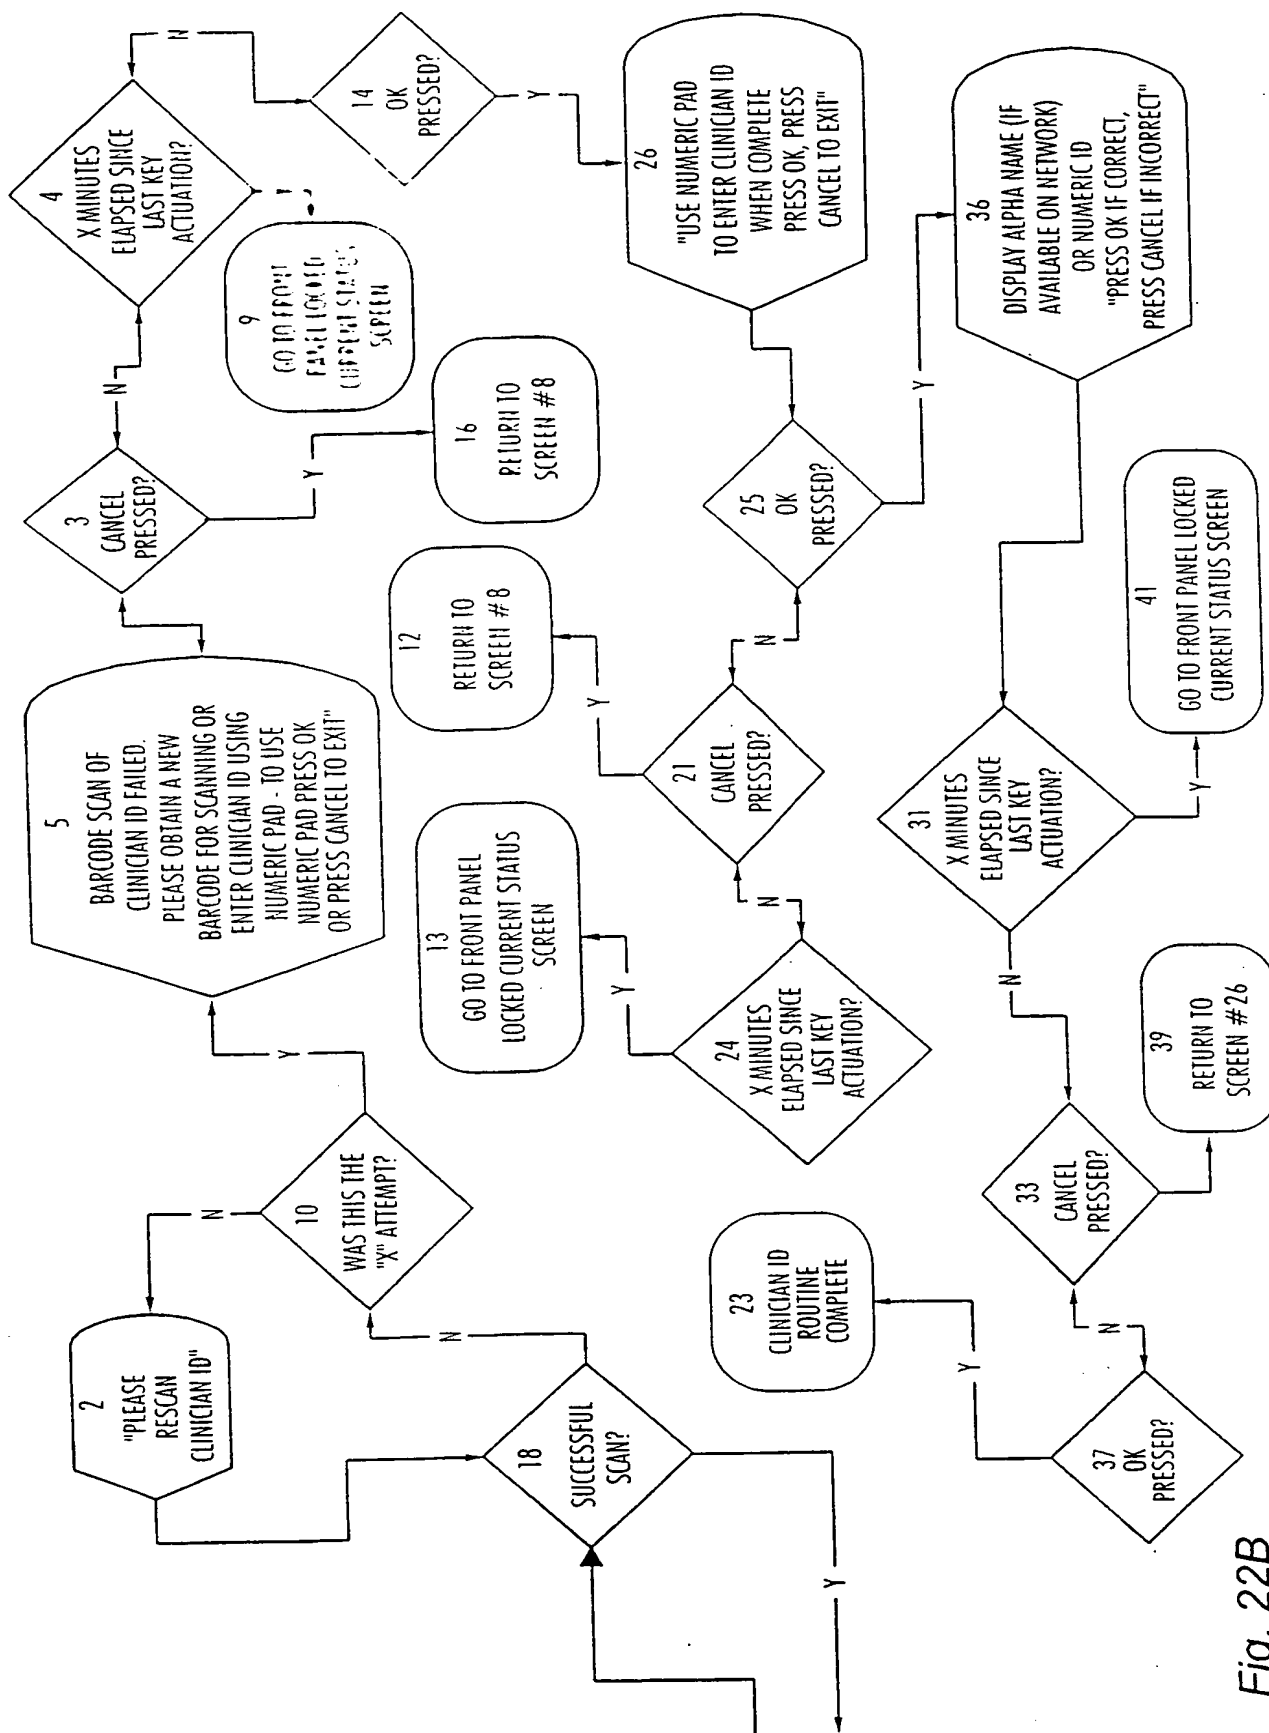 2
"PLEASE
RESCAN
CLINICIAN ID"
N
10
WAS THIS THE
"X" ATTEMPT?
Y
5
BARCODE SCAN OF
CLINICIAN ID FAILED.
PLEASE OBTAIN A NEW
BARCODE FOR SCANNING OR
ENTER CLINICIAN ID USING
NUMERIC PAD - TO USE
NUMERIC PAD PRESS OK
OR PRESS CANCEL TO EXIT"
3
CANCEL
PRESSED?
N
4
X MINUTES
ELAPSED SINCE
LAST KEY
ACTUATION?
N
9
GO TO FRONT
PANEL LOCKED
CURRENT STATUS
SCREEN
Y
16
RETURN TO
SCREEN #8
14
OK
PRESSED?
Y
N
18
SUCCESSFUL
SCAN?
Y
13
GO TO FRONT PANEL
LOCKED CURRENT STATUS
SCREEN
Y
12
RETURN TO
SCREEN #8
Y
24
X MINUTES
ELAPSED SINCE
LAST KEY
ACTUATION?
N
21
CANCEL
PRESSED?
N
25
OK
PRESSED?
Y
26
"USE NUMERIC PAD
TO ENTER CLINICIAN ID
WHEN COMPLETE
PRESS OK, PRESS
CANCEL TO EXIT"
23
CLINICIAN ID
ROUTINE
COMPLETE
Y
37
OK
PRESSED?
N
33
CANCEL
PRESSED?
N
31
X MINUTES
ELAPSED SINCE
LAST KEY
ACTUATION?
Y
36
DISPLAY ALPHA NAME (IF
AVAILABLE ON NETWORK)
OR NUMERIC ID
"PRESS OK IF CORRECT,
PRESS CANCEL IF INCORRECT"
39
RETURN TO
SCREEN #26
41
GO TO FRONT PANEL LOCKED
CURRENT STATUS SCREEN
Fig. 22B